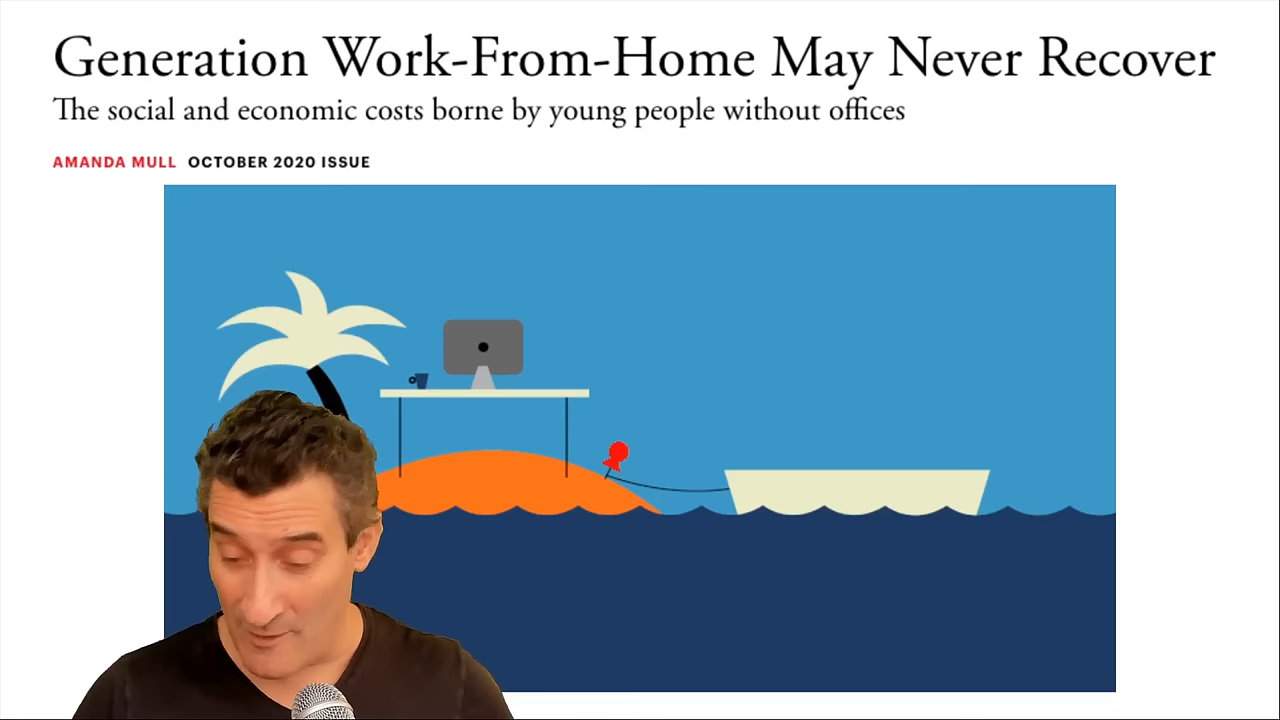 Generation Work-From-Home May Never Recover
The social and economic costs borne by young people without offices
AMANDA MULL OCTOBER 2020 ISSUE